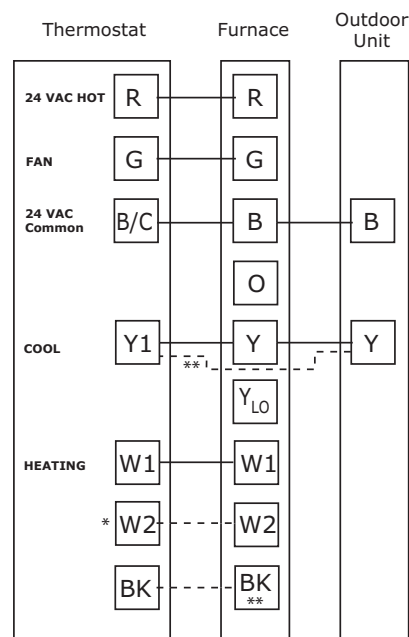 Thermostat Furnace Outdoor
Unit
24 VAC HOT R R
FAN G G
24 VAC
Common B/C B B
O
COOL Y1 Y Y
**
YLO
HEATING W1 W1
* W2 W2
BK BK
**